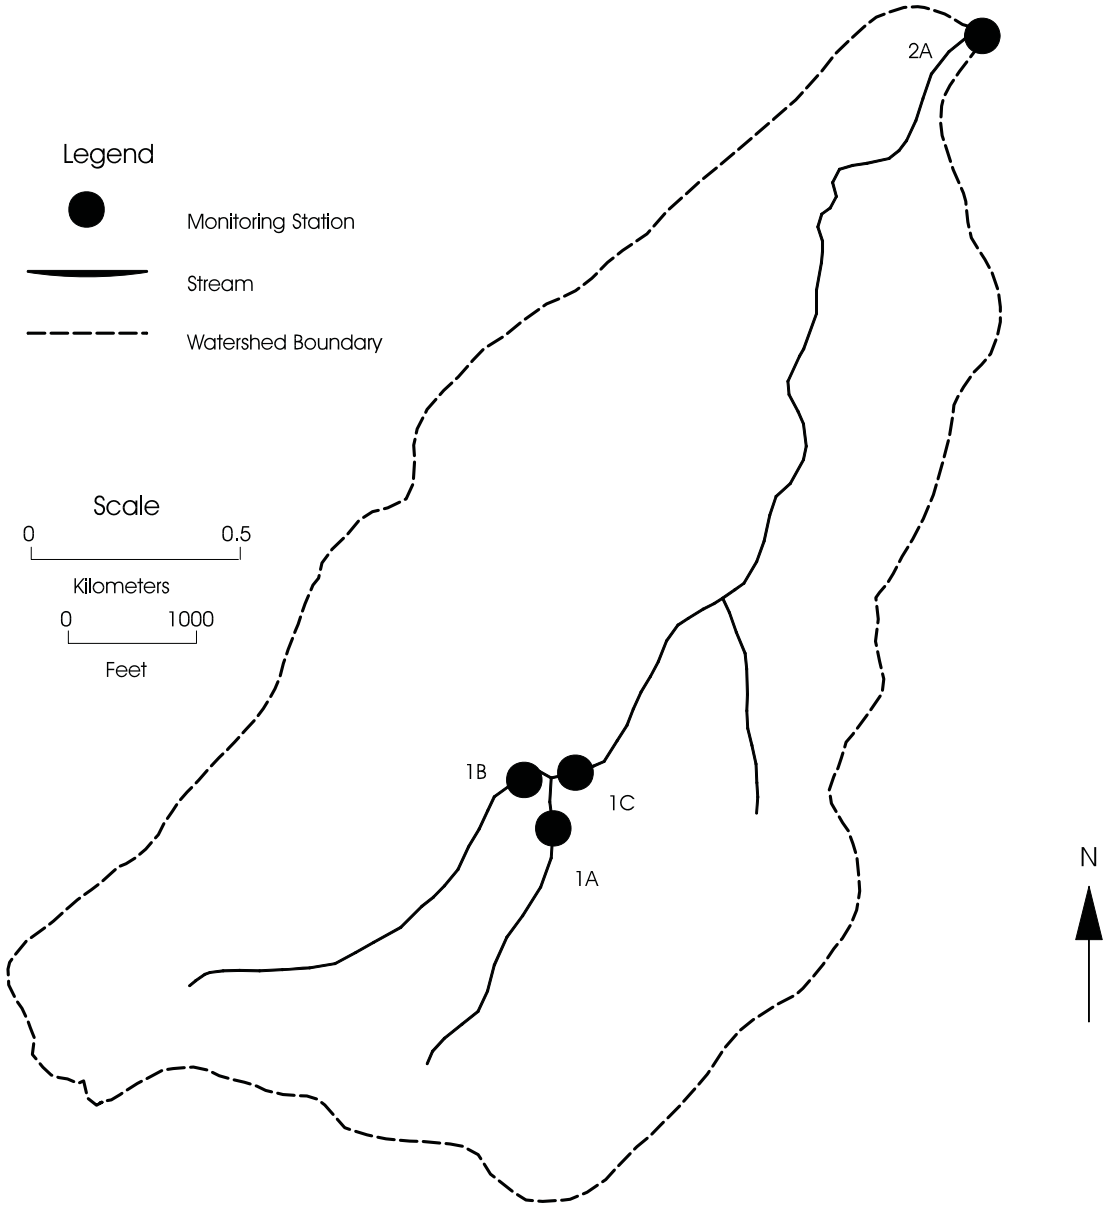 2A
Legend
Monitoring Station
Stream
Watershed Boundary
Scale
0 0.5
Kilometers
0 1000
Feet
1B
1C
1A
N